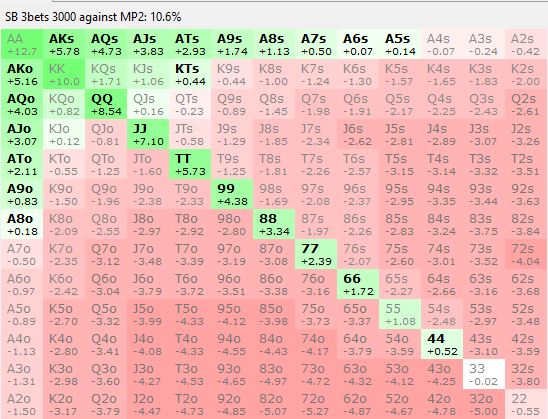 SB 3bets 3000 against MP2: 10.6%
AA AKs AQs AJs ATs A9s A8s A7s A6s A5s A4s A3s A2s
+12.7 +5.78 +4.73 +3.83 +2.93 +1.74 +1.13 +0.50 +0.07 +0.14 -0.07 -0.24 -0.42
AKo KK KQs KJs KTs K9s K8s K7s K6s K5s K4s K3s K2s
+5.16 +10.0 +1.71 +1.06 +0.44 -0.44 -1.00 -1.24 -1.30 -1.57 -1.65 -1.83 -2.00
AQo KQo QQ QJs QTs Q9s Q8s Q7s Q6s Q5s Q4s Q3s Q2s
+4.03 +0.82 +8.54 +0.16 -0.23 -0.89 -1.45 -1.98 -1.91 -2.17 -2.25 -2.43 -2.61
AJo KJo QJo JJ JTs J9s J8s J7s J6s J5s J4s J3s J2s
+3.07 +0.12 -0.81 +7.10 -0.58 -1.29 -1.85 -2.34 -2.62 -2.81 -2.89 -3.07 -3.26
ATo KTo QTo JTo TT T9s T8s T7s T6s T5s T4s T3s T2s
+2.11 -0.55 -1.25 -1.60 +5.73 -1.25 -1.81 -2.26 -2.57 -3.15 -3.14 -3.32 -3.51
A9o K9o Q9o J9o T9o 99 98s 97s 96s 95s 94s 93s 92s
+0.83 -1.50 -1.96 -2.38 -2.33 +4.38 -1.69 -2.08 -2.37 -2.95 -3.35 -3.44 -3.63
A8o K8o Q8o J8o T8o 98o 88 87s 86s 85s 84s 83s 82s
+0.18 -2.09 -2.55 -2.97 -2.92 -2.80 +3.34 -1.97 -2.26 -2.83 -3.24 -3.75 -3.84
A7o K7o Q7o J7o T7o 97o 87o 77 76s 75s 74s 73s 72s
-0.50 -2.35 -3.12 -3.48 -3.39 -3.19 -3.08 +2.39 -2.07 -2.60 -3.01 -3.52 -4.04
A6o K6o Q6o J6o T6o 96o 86o 76o 66 65s 64s 63s 62s
-0.97 -2.42 -3.04 -3.79 -3.72 -3.51 -3.38 -3.16 +1.72 -2.27 -2.66 -3.16 -3.68
A5o K5o Q5o J5o T5o 95o 85o 75o 65o 55 54s 53s 52s
-0.89 -2.70 -3.32 -3.99 -4.33 -4.12 -3.98 -3.73 -3.37 +1.08 -2.48 -2.97 -3.48
A4o K4o Q4o J4o T4o 94o 84o 74o 64o 54o 44 43s 42s
-1.13 -2.80 -3.41 -4.08 -4.33 -4.55 -4.43 -4.17 -3.79 -3.59 +0.52 -3.10 -3.59
A3o K3o Q3o J3o T3o 93o 83o 73o 63o 53o 43o 33 32s
-1.31 -2.98 -3.60 -4.27 -4.53 -4.65 -4.97 -4.72 -4.32 -4.12 -4.25 -0.02 -3.80
A2o K2o Q2o J2o T2o 92o 82o 72o 62o 52o 42o 32o 22
-1.50 -3.17 -3.79 -4.47 -4.73 -4.85 -5.07 -5.27 -4.87 -4.67 -4.78 -5.00 -0.55